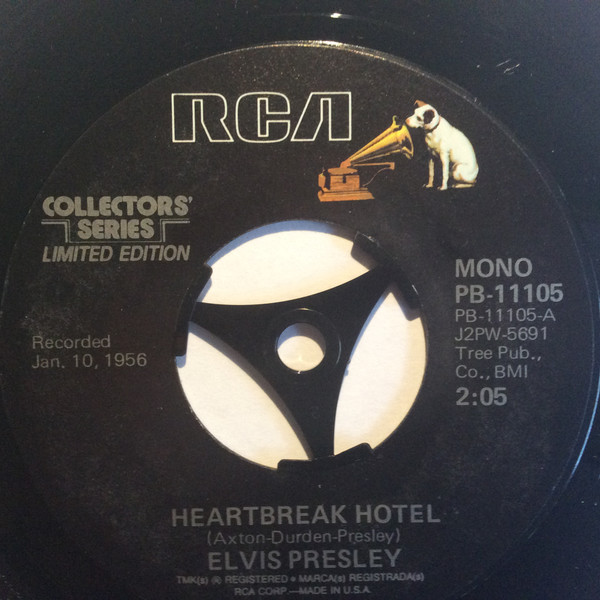 RCA
COLLECTORS'
SERIES
LIMITED EDITION
Recorded
Jan. 10, 1956
MONO
PB-11105
PB-11105-A
J2PW-5691
Tree Pub.,
Co., BMI
2:05
HEARTBREAK HOTEL
(Axton-Durden-Presley)
ELVIS PRESLEY
TMK(s) ® REGISTERED • MARCA(s) REGISTRADA(s)
RCA CORP.—MADE IN U.S.A.